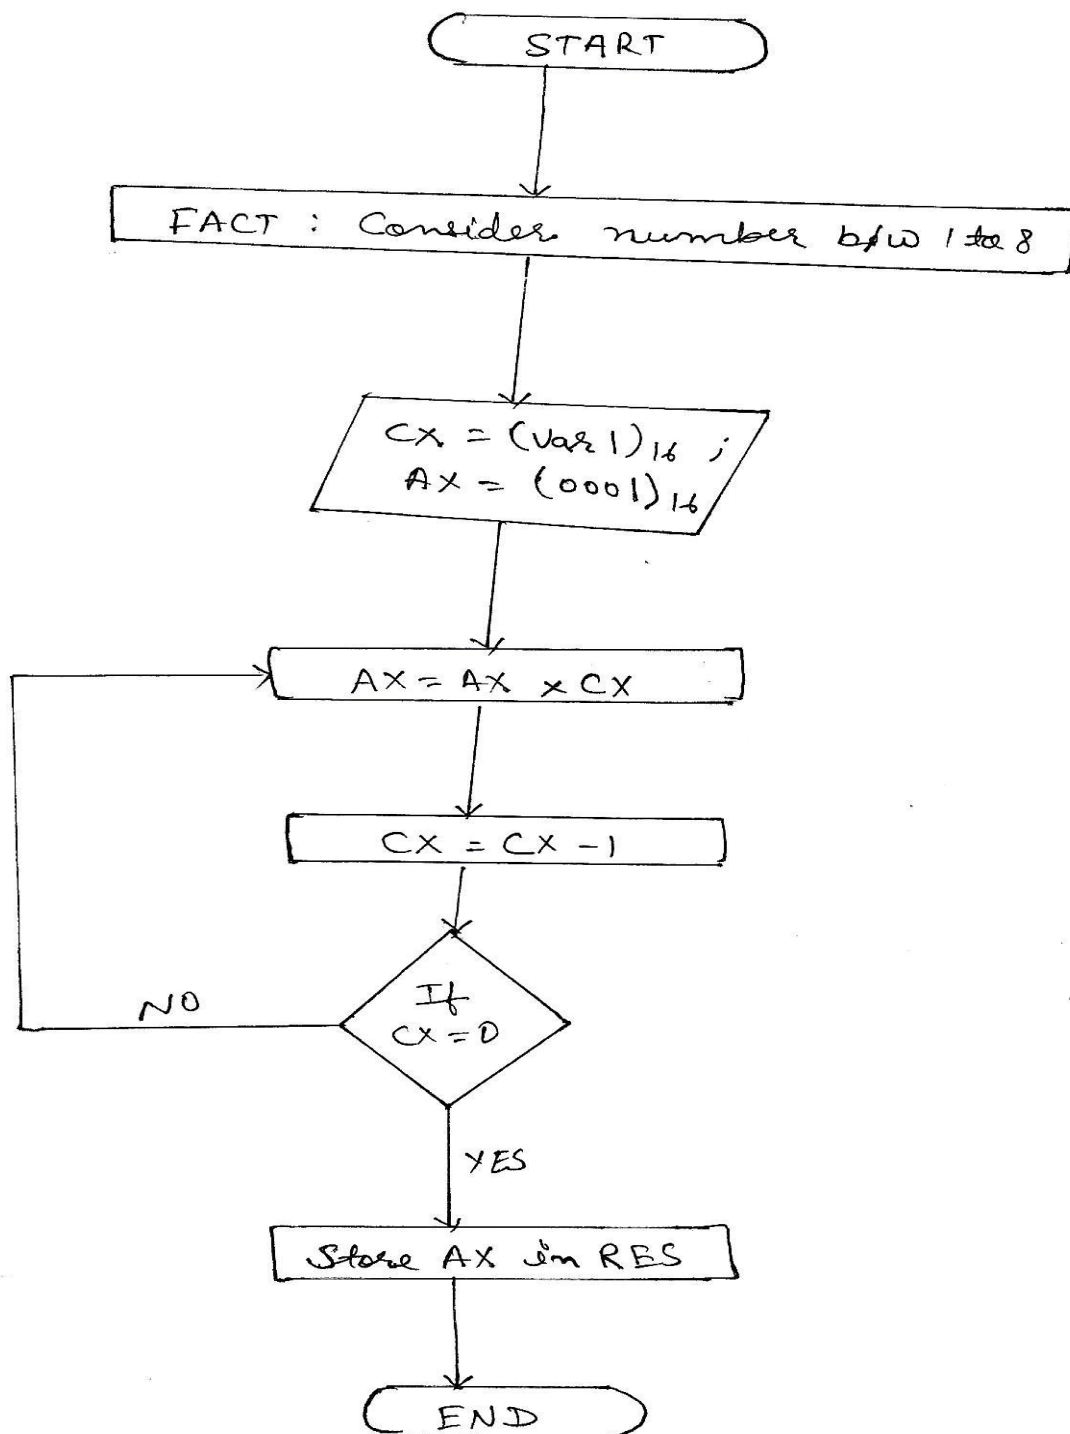 START
FACT : Consider number b/w 1 to 8
CX = (var1)16 ;
AX = (0001)16
AX = AX x CX
CX = CX - 1
If
CX = 0
NO
YES
Store AX in RES
END